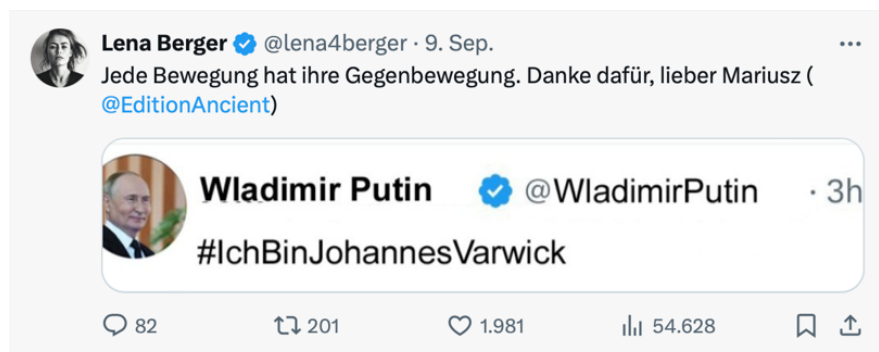 Lena Berger @lena4berger · 9. Sep.
Jede Bewegung hat ihre Gegenbewegung. Danke dafür, lieber Mariusz (
@EditionAncient)
Wladimir Putin @WladimirPutin · 3h
#IchBinJohannesVarwick
82 201 1.981 54.628